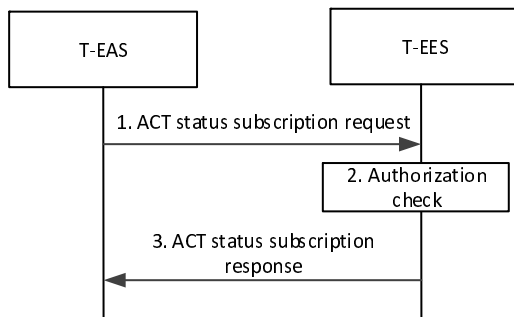 T-EAS
T-EES
1. ACT status subscription request
2. Authorization
check
3. ACT status subscription
response